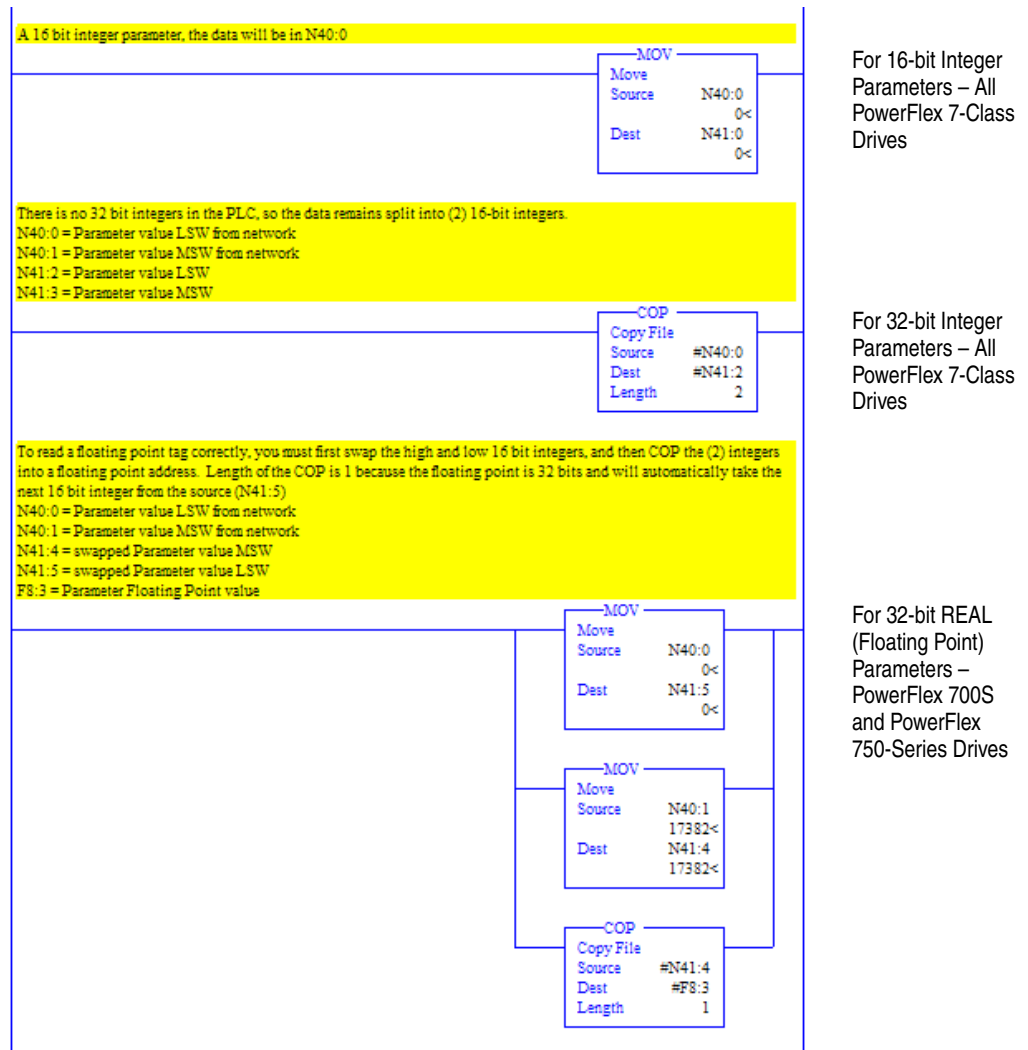 A 16 bit integer parameter, the data will be in N40:0
MOV
Move
Source N40:0
0<
Dest N41:0
0<
For 16-bit Integer
Parameters – All
PowerFlex 7-Class
Drives
There is no 32 bit integers in the PLC, so the data remains split into (2) 16-bit integers.
N40:0 = Parameter value LSW from network
N40:1 = Parameter value MSW from network
N41:2 = Parameter value LSW
N41:3 = Parameter value MSW
COP
Copy File
Source #N40:0
Dest #N41:2
Length 2
For 32-bit Integer
Parameters – All
PowerFlex 7-Class
Drives
To read a floating point tag correctly, you must first swap the high and low 16 bit integers, and then COP the (2) integers
into a floating point address. Length of the COP is 1 because the floating point is 32 bits and will automatically take the
next 16 bit integer from the source (N41:5)
N40:0 = Parameter value LSW from network
N40:1 = Parameter value MSW from network
N41:4 = swapped Parameter value MSW
N41:5 = swapped Parameter value LSW
F8:3 = Parameter Floating Point value
MOV
Move
Source N40:0
0<
Dest N41:5
0<
For 32-bit REAL
(Floating Point)
Parameters –
PowerFlex 700S
and PowerFlex
750-Series Drives
MOV
Move
Source N40:1
17382<
Dest N41:4
17382<
COP
Copy File
Source #N41:4
Dest #F8:3
Length 1